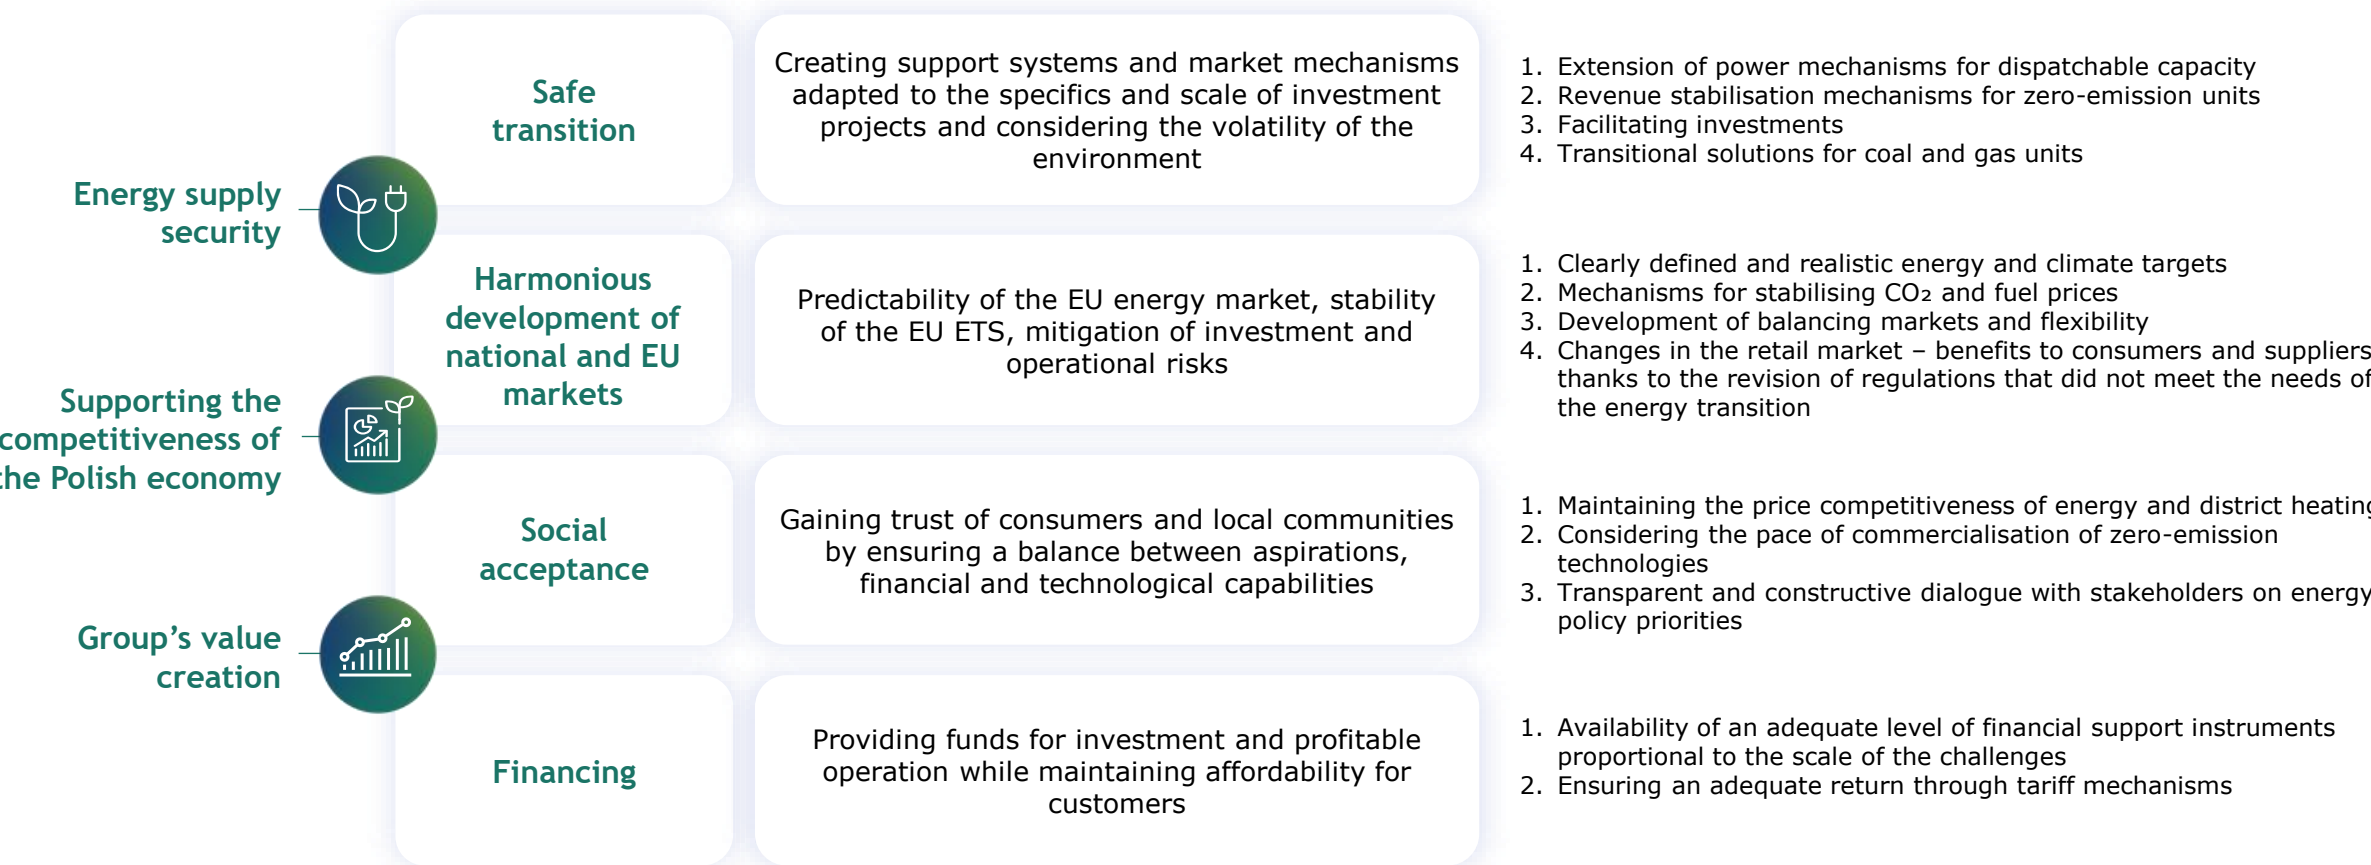 Energy supply
security
Supporting the
competitiveness of
the Polish economy
Group’s value
creation
Safe
transition
Creating support systems and market mechanisms
adapted to the specifics and scale of investment
projects and considering the volatility of the
environment
1. Extension of power mechanisms for dispatchable capacity
2. Revenue stabilisation mechanisms for zero-emission units
3. Facilitating investments
4. Transitional solutions for coal and gas units
Harmonious
development of
national and EU
markets
Predictability of the EU energy market, stability
of the EU ETS, mitigation of investment and
operational risks
1. Clearly defined and realistic energy and climate targets
2. Mechanisms for stabilising CO₂ and fuel prices
3. Development of balancing markets and flexibility
4. Changes in the retail market – benefits to consumers and suppliers
thanks to the revision of regulations that did not meet the needs of
the energy transition
Social
acceptance
Gaining trust of consumers and local communities
by ensuring a balance between aspirations,
financial and technological capabilities
1. Maintaining the price competitiveness of energy and district heating
2. Considering the pace of commercialisation of zero-emission
technologies
3. Transparent and constructive dialogue with stakeholders on energy
policy priorities
Financing
Providing funds for investment and profitable
operation while maintaining affordability for
customers
1. Availability of an adequate level of financial support instruments
proportional to the scale of the challenges
2. Ensuring an adequate return through tariff mechanisms